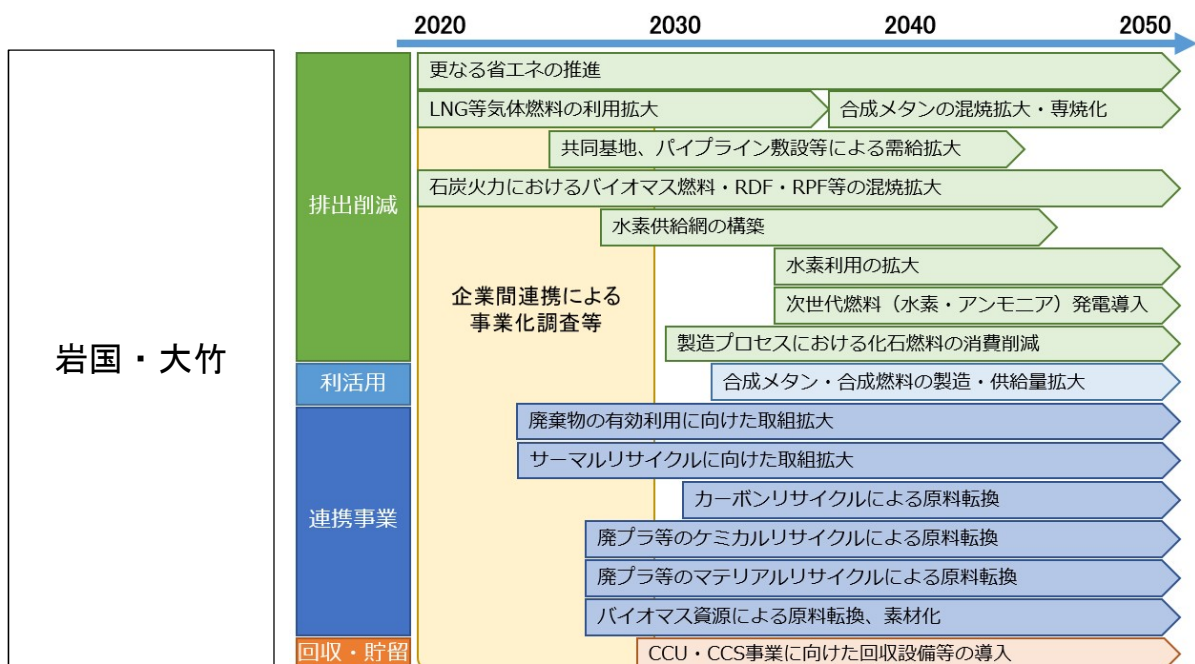 2020 2030 2040 2050
岩国・大竹
排出削減
更なる省エネの推進
LNG等気体燃料の利用拡大
合成メタンの混焼拡大・専焼化
共同基地、パイプライン敷設等による需給拡大
石炭火力におけるバイオマス燃料・RDF・RPF等の混焼拡大
水素供給網の構築
水素利用の拡大
次世代燃料（水素・アンモニア）発電導入
製造プロセスにおける化石燃料の消費削減
企業間連携による
事業化調査等
利活用
合成メタン・合成燃料の製造・供給量拡大
連携事業
廃棄物の有効利用に向けた取組拡大
サーマルリサイクルに向けた取組拡大
カーボンリサイクルによる原料転換
廃プラ等のケミカルリサイクルによる原料転換
廃プラ等のマテリアルリサイクルによる原料転換
バイオマス資源による原料転換、素材化
回収・貯留
CCU・CCS事業に向けた回収設備等の導入